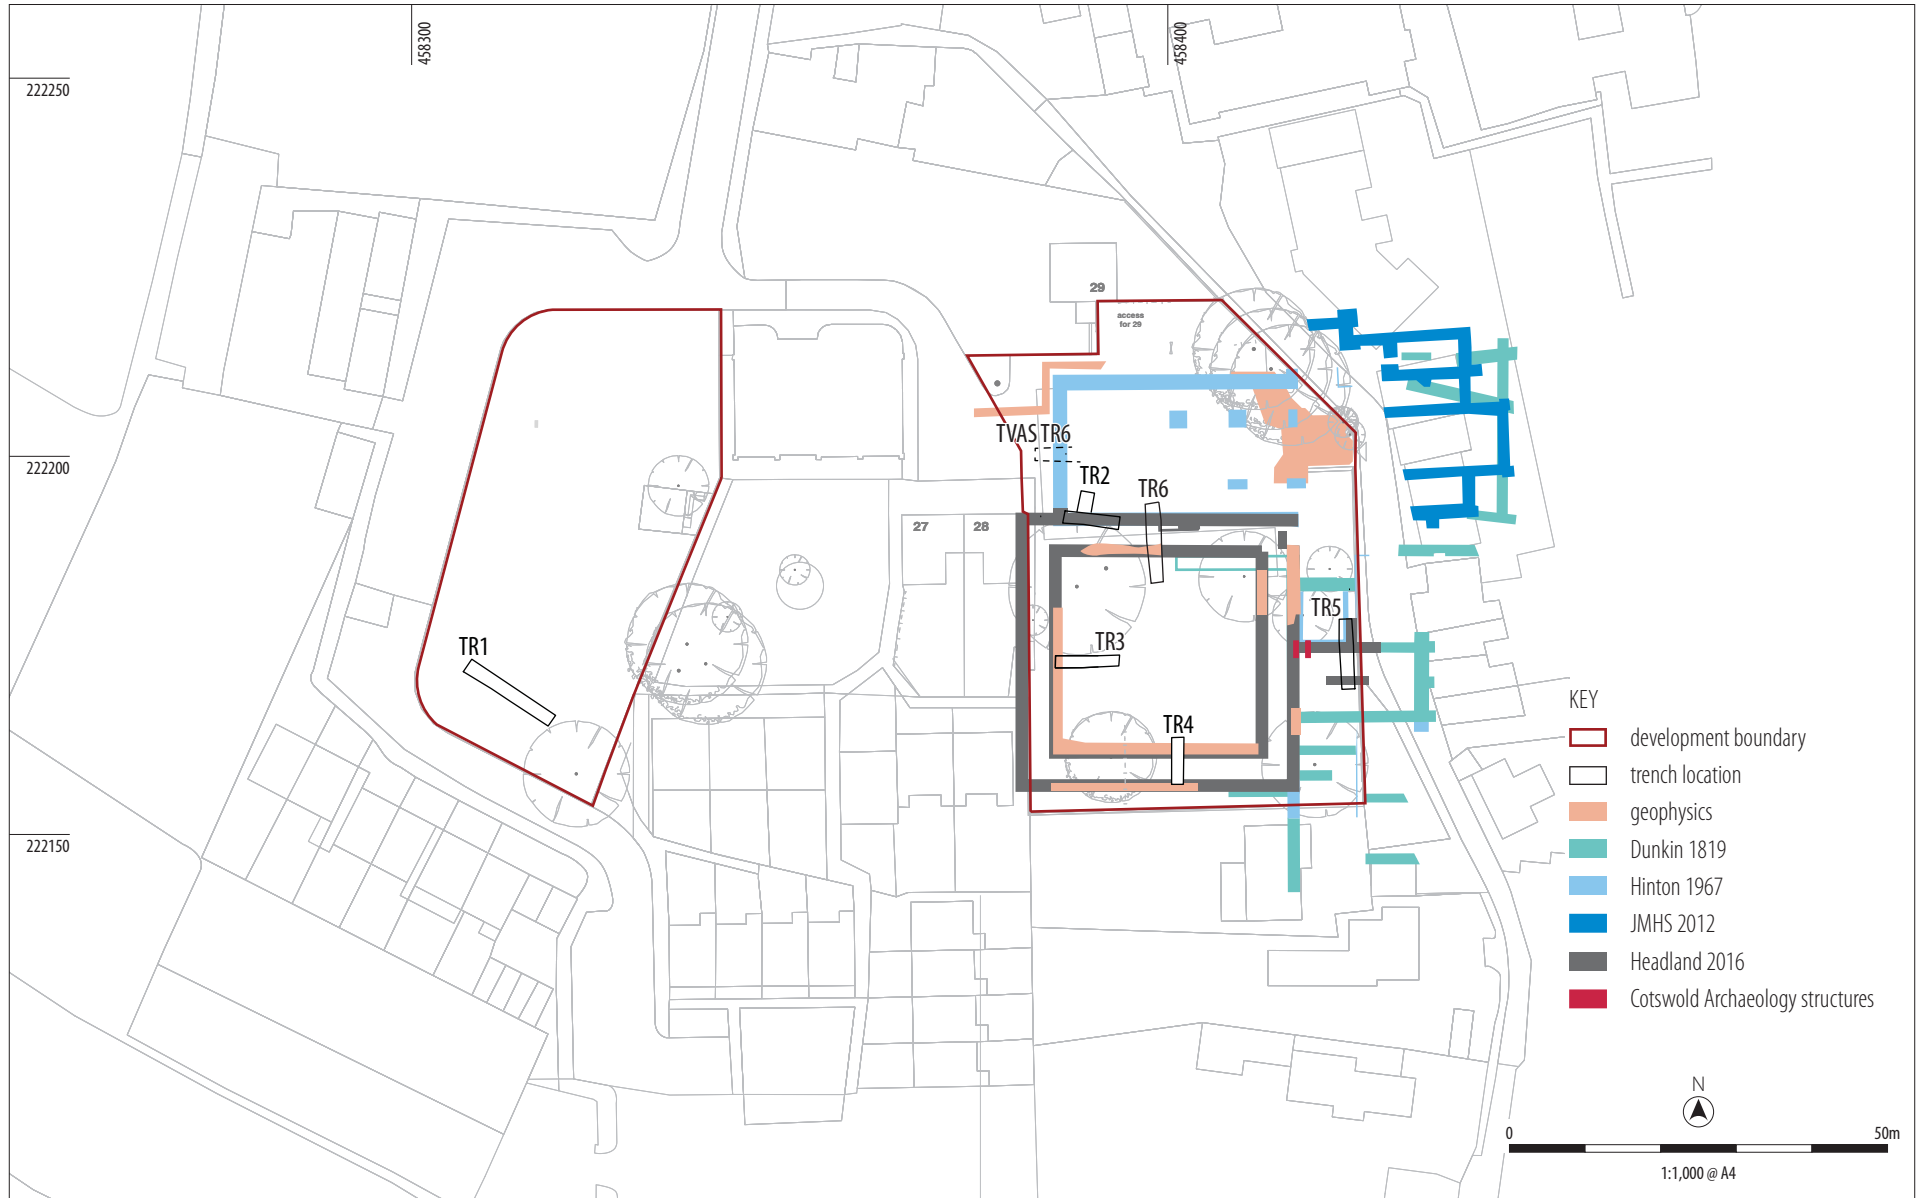 458300
458400
222250
29
access
for 29
TVAS TR6
222200
TR2
TR6
27
28
TR5
TR1
TR3
TR4
222150
KEY
development boundary
trench location
geophysics
Dunkin 1819
Hinton 1967
JMHS 2012
Headland 2016
Cotswold Archaeology structures
N
0
50m
1:1,000 @ A4